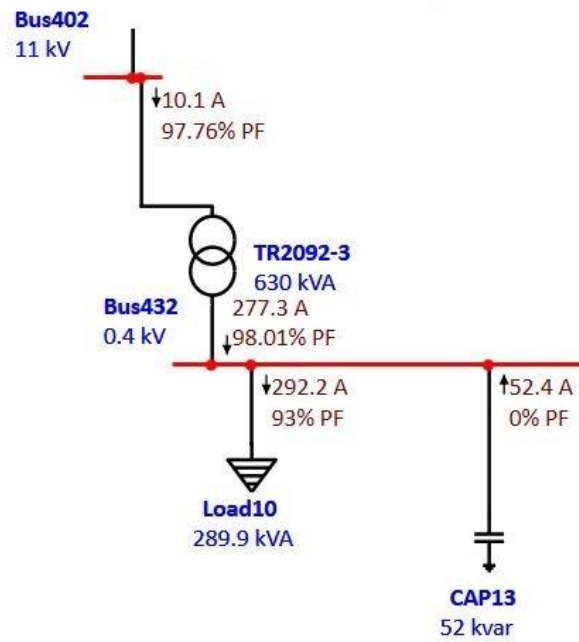 Bus402
11 kV
10.1 A
97.76% PF
TR2092-3
630 kVA
Bus432
0.4 kV
277.3 A
98.01% PF
292.2 A
93% PF
52.4 A
0% PF
Load10
289.9 kVA
CAP13
52 kvar